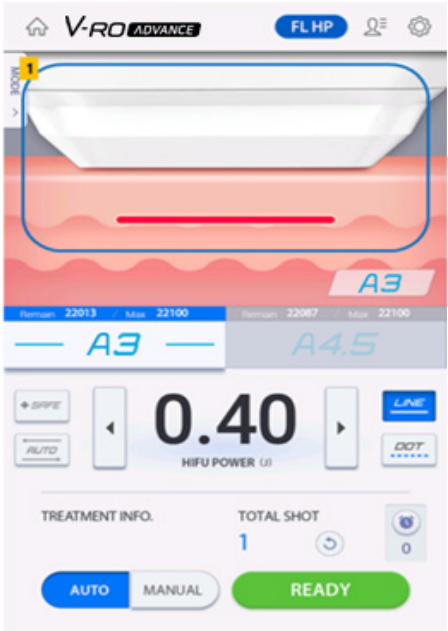 V-RO ADVANCE FL HP
1
MODE >
A3
Remain 22013 / Max 22100 Remain 22087 / Max 22100
A3 A4.5
+SAFE
AUTO
0.40
HIFU POWER (J)
LINE
DOT
TREATMENT INFO. TOTAL SHOT
1 0
AUTO MANUAL READY